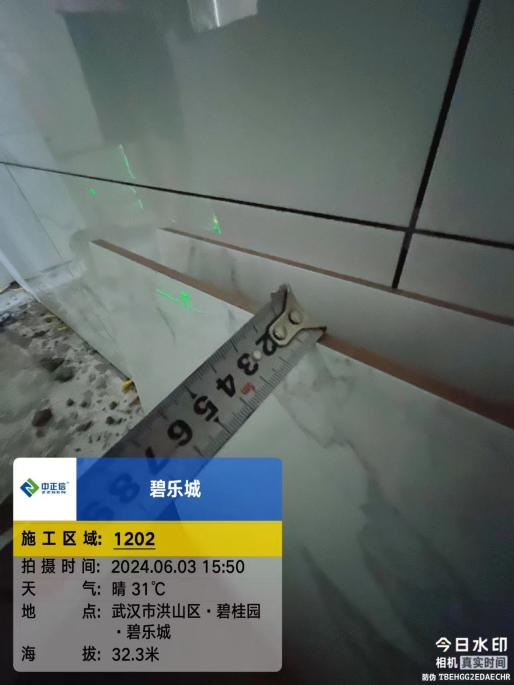 2 3 4 5 6 7 8 9
中正信
碧乐城
施工区域: 1202
拍摄时间: 2024.06.03 15:50
天气: 晴 31℃
地点: 武汉市洪山区·碧桂园
·碧乐城
海拔: 32.3米
今日水印
相机 真实时间
防伪 TBEHGG2EDAECHR